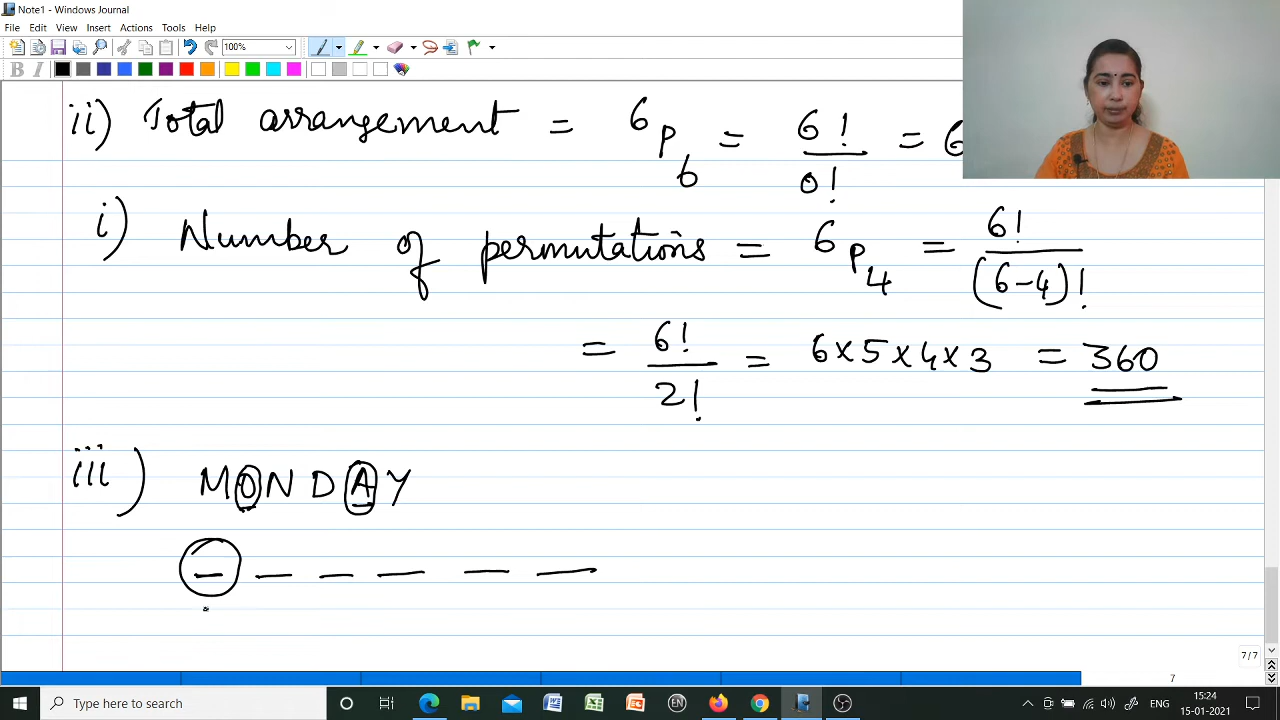 Note1 - Windows Journal
File Edit View Insert Actions Tools Help
100%
B I
ii) Total arrangement = 6P6 = 6!/0! = 6
i) Number of permutations = 6P4 = 6!/(6-4)!
= 6!/2! = 6×5×4×3 = 360
iii) MONDAY
_ _ _ _ _ _
7/7
7
Type here to search
ENG 15:24
15-01-2021